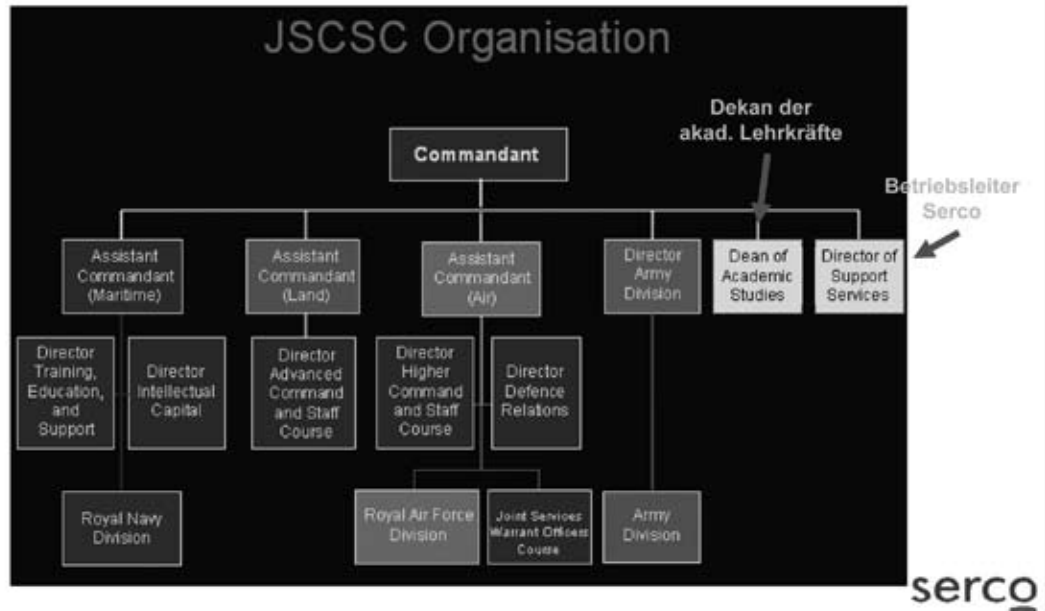 JSCSC Organisation
Dekan der
akad. Lehrkräfte
Betriebsleiter
Serco
Commandant
Assistant
Commandant
(Maritime)
Assistant
Commandant
(Land)
Assistant
Commandant
(Air)
Director
Army
Division
Dean of
Academic
Studies
Director of
Support
Services
Director
Training,
Education,
and
Support
Director
Intellectual
Capital
Director
Advanced
Command
and Staff
Course
Director
Higher
Command
and Staff
Course
Director
Defence
Relations
Royal Navy
Division
Royal Air Force
Division
Joint Services
Warrant Officers
Course
Army
Division
serco